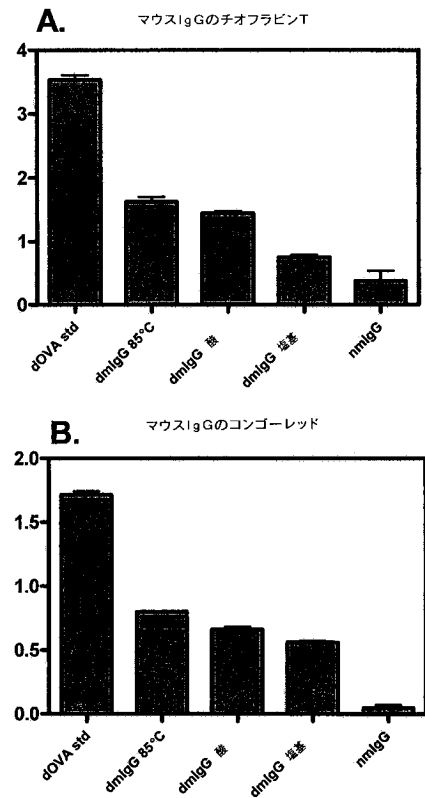 A.
マウスIgGのチオフラビンT
4
3
2
1
0
dOVA std
dmIgG 85°C
dmIgG 酸
dmIgG 塩基
nmIgG
B.
マウスIgGのコンゴーレッド
2.0
1.5
1.0
0.5
0.0
dOVA std
dmIgG 85°C
dmIgG 酸
dmIgG 塩基
nmIgG